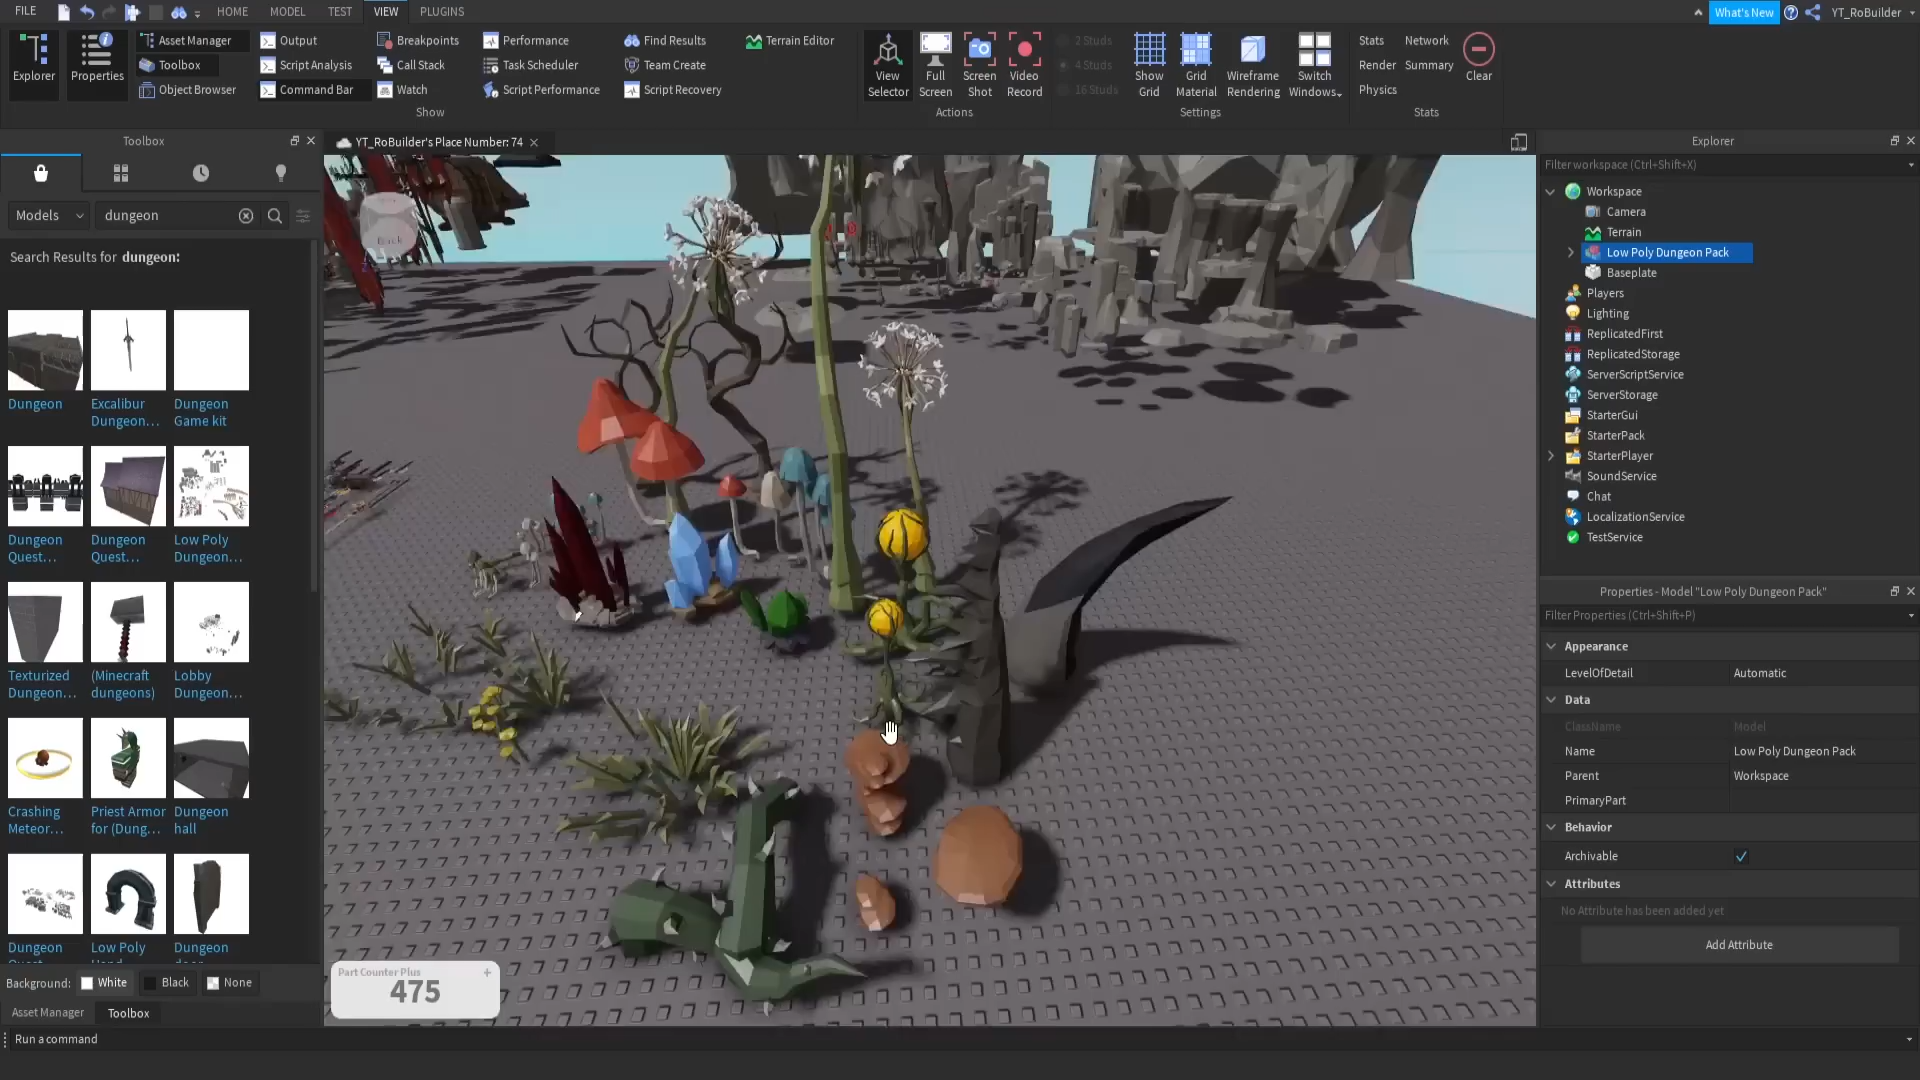 FILE HOME MODEL TEST VIEW PLUGINS What's New YT_RoBuilder
Explorer
Properties
Asset Manager
Toolbox
Object Browser
Output
Script Analysis
Command Bar
Breakpoints
Call Stack
Watch
Performance
Task Scheduler
Script Performance
Find Results
Team Create
Script Recovery
Terrain Editor
Show
View
Selector
Full
Screen
Screen
Shot
Video
Record
Actions
2 Studs
4 Studs
16 Studs
Show
Grid
Grid
Material
Wireframe
Rendering
Switch
Windows
Settings
Stats Network
Render Summary
Physics
Clear
Stats
Toolbox
Models dungeon
Search Results for dungeon:
Dungeon
Excalibur
Dungeon...
Dungeon
Game kit
Dungeon
Quest...
Dungeon
Quest...
Low Poly
Dungeon...
Texturized
Dungeon...
(Minecraft
dungeons)
Lobby
Dungeon...
Crashing
Meteor...
Priest Armor
for (Dung...
Dungeon
hall
Dungeon
Low Poly
Dungeon
Background: White Black None
Asset Manager Toolbox
Run a command
YT_RoBuilder's Place Number: 74
Back
Part Counter Plus +
475
Explorer
Filter workspace (Ctrl+Shift+X)
Workspace
Camera
Terrain
Low Poly Dungeon Pack
Baseplate
Players
Lighting
ReplicatedFirst
ReplicatedStorage
ServerScriptService
ServerStorage
StarterGui
StarterPack
StarterPlayer
SoundService
Chat
LocalizationService
TestService
Properties - Model "Low Poly Dungeon Pack"
Filter Properties (Ctrl+Shift+P)
Appearance
LevelOfDetail Automatic
Data
ClassName Model
Name Low Poly Dungeon Pack
Parent Workspace
PrimaryPart
Behavior
Archivable
Attributes
No Attribute has been added yet
Add Attribute